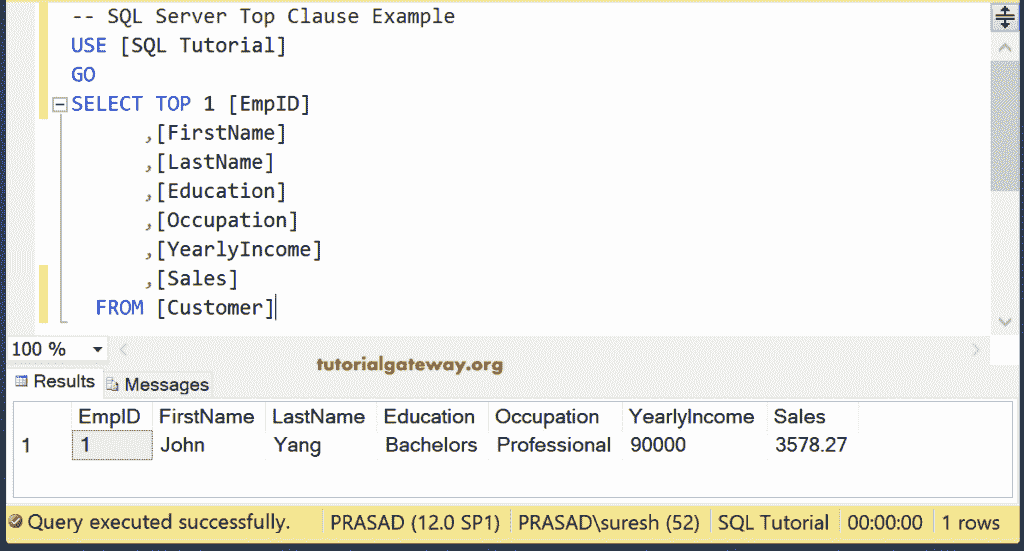 -- SQL Server Top Clause Example
USE [SQL Tutorial]
GO
SELECT TOP 1 [EmpID]
,[FirstName]
,[LastName]
,[Education]
,[Occupation]
,[YearlyIncome]
,[Sales]
FROM [Customer]
100 %
tutorialgateway.org
Results Messages
EmpID FirstName LastName Education Occupation YearlyIncome Sales
1 1 John Yang Bachelors Professional 90000 3578.27
Query executed successfully. PRASAD (12.0 SP1) PRASAD\suresh (52) SQL Tutorial 00:00:00 1 rows